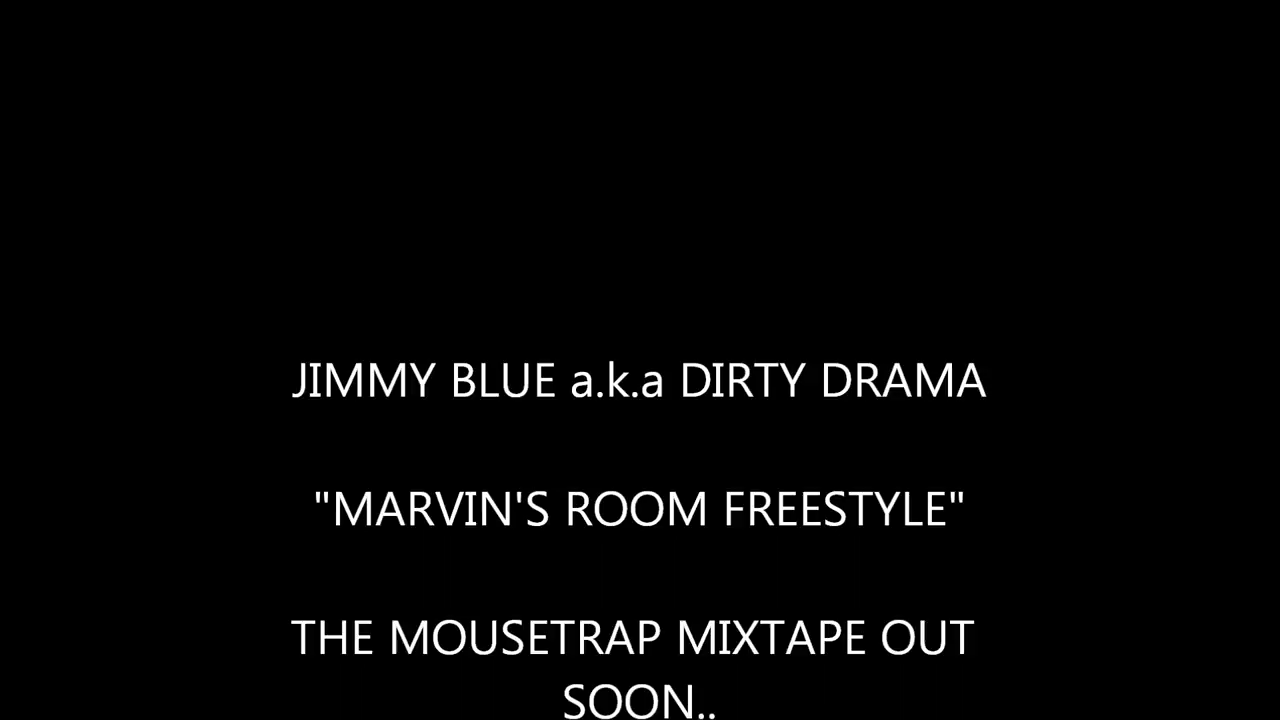 JIMMY BLUE a.k.a DIRTY DRAMA
"MARVIN'S ROOM FREESTYLE"
THE MOUSETRAP MIXTAPE OUT
SOON..